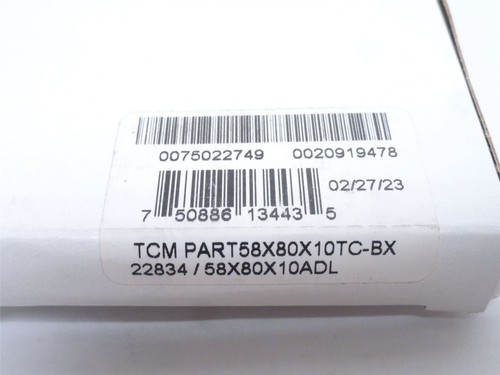 0075022749 0020919478
02/27/23
7 50886 13443 5
TCM PART58X80X10TC-BX
22834 / 58X80X10ADL